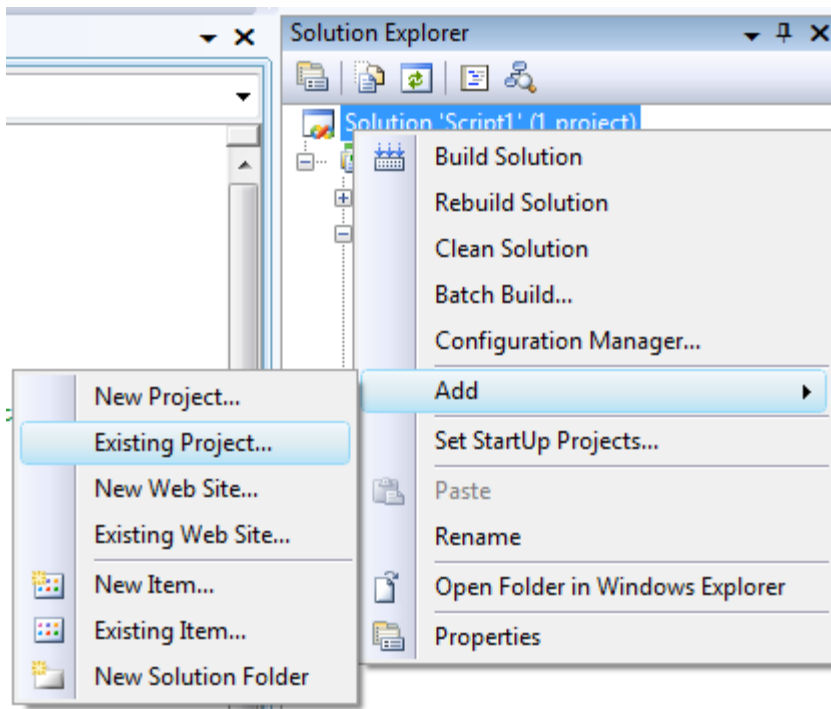 Solution Explorer
Solution 'Script1' (1 project)
Build Solution
Rebuild Solution
Clean Solution
Batch Build...
Configuration Manager...
Add
Set StartUp Projects...
Paste
Rename
Open Folder in Windows Explorer
Properties
New Project...
Existing Project...
New Web Site...
Existing Web Site...
New Item...
Existing Item...
New Solution Folder